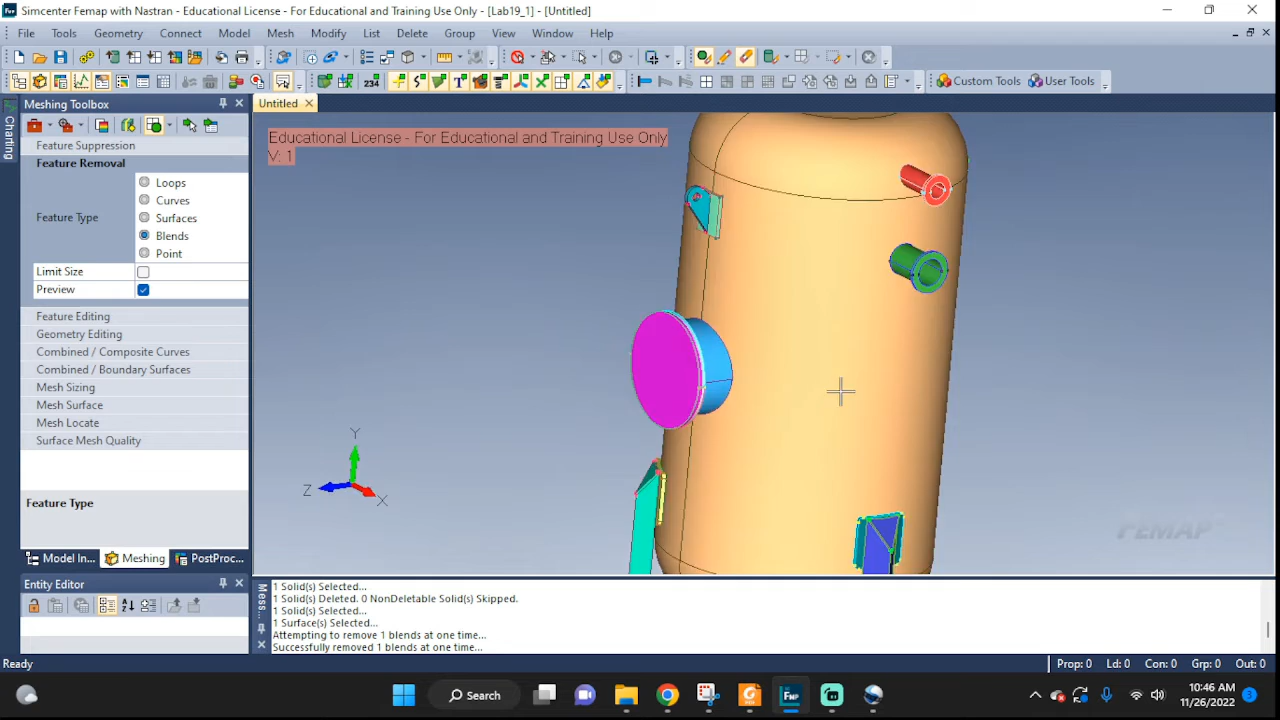 Simcenter Femap with Nastran - Educational License - For Educational and Training Use Only - [Lab19_1] - [Untitled]
File Tools Geometry Connect Model Mesh Modify List Delete Group View Window Help
234 T Custom Tools User Tools
Charting
Meshing Toolbox
Untitled
Educational License - For Educational and Training Use Only
V: 1
Feature Suppression
Feature Removal
Feature Type
Loops
Curves
Surfaces
Blends
Point
Limit Size
Preview
Feature Editing
Geometry Editing
Combined / Composite Curves
Combined / Boundary Surfaces
Mesh Sizing
Mesh Surface
Mesh Locate
Surface Mesh Quality
Y
Z
X
FEMAP
Feature Type
Model In... Meshing PostProc...
Entity Editor
Mess...
1 Solid(s) Selected...
1 Solid(s) Deleted. 0 NonDeletable Solid(s) Skipped.
1 Solid(s) Selected...
1 Surface(s) Selected...
Attempting to remove 1 blends at one time...
Successfully removed 1 blends at one time...
Ready
Prop: 0 Ld: 0 Con: 0 Grp: 0 Out: 0
Search
FMP
10:46 AM
11/26/2022
3